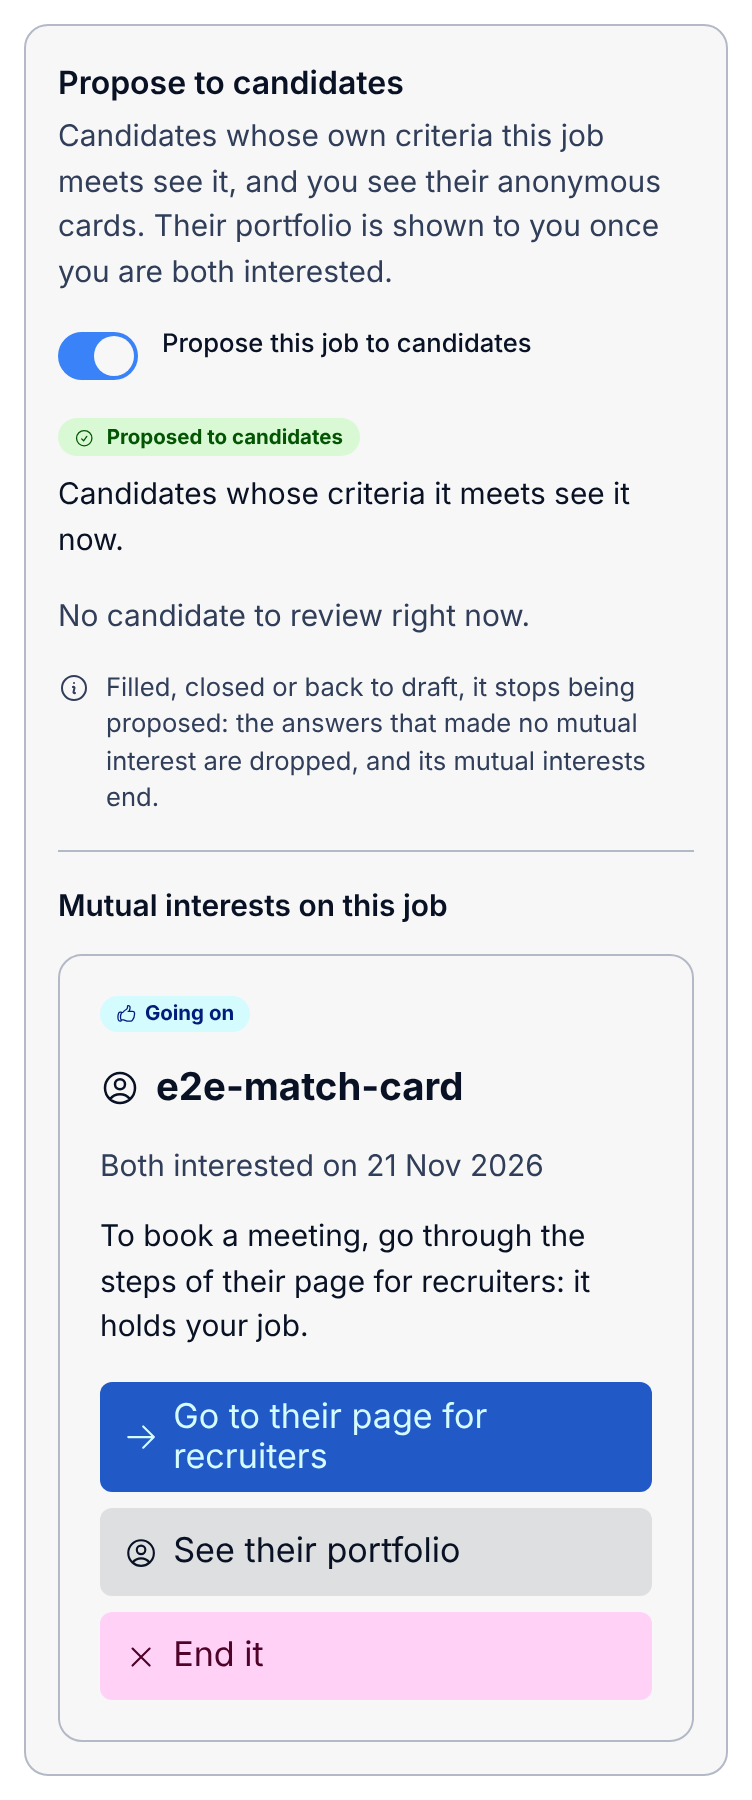 Propose to candidates
Candidates whose own criteria this job
meets see it, and you see their anonymous
cards. Their portfolio is shown to you once
you are both interested.
Propose this job to candidates
Proposed to candidates
Candidates whose criteria it meets see it
now.
No candidate to review right now.
Filled, closed or back to draft, it stops being
proposed: the answers that made no mutual
interest are dropped, and its mutual interests
end.
Mutual interests on this job
Going on
e2e-match-card
Both interested on 21 Nov 2026
To book a meeting, go through the
steps of their page for recruiters: it
holds your job.
Go to their page for
recruiters
See their portfolio
End it